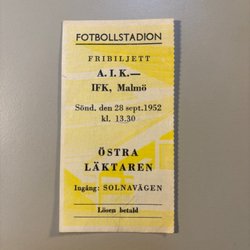 FOTBOLLSTADION
FRIBILJETT
A. I. K.—
IFK, Malmö
Sönd. den 28 sept. 1952
kl. 13.30
ÖSTRA
LÄKTAREN
Ingång: SOLNAVÄGEN
Lösen betald